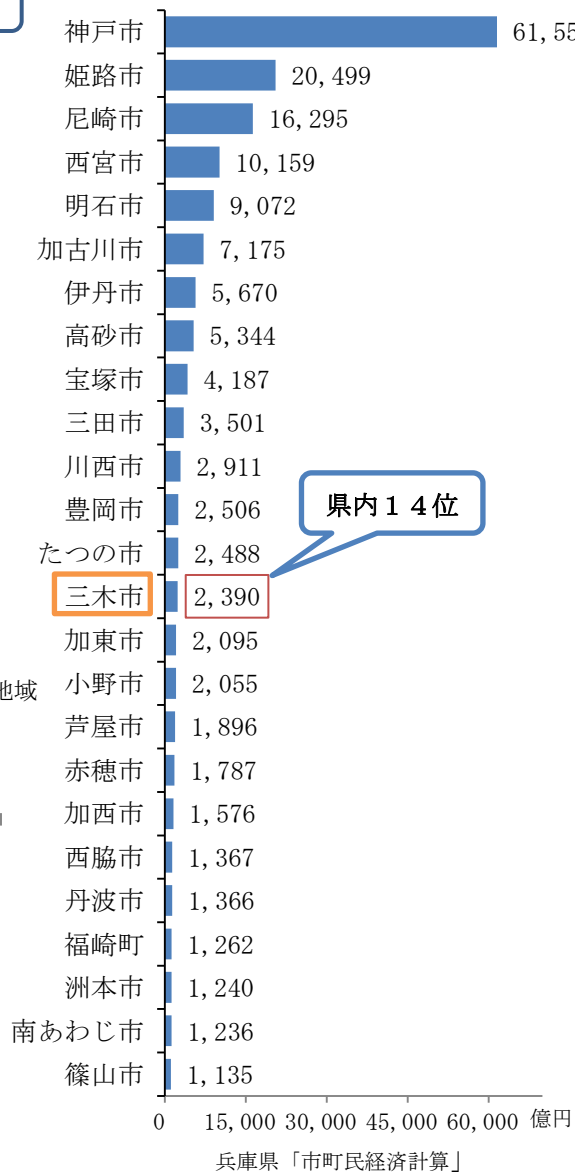 神戸市 61,55
姫路市 20,499
尼崎市 16,295
西宮市 10,159
明石市 9,072
加古川市 7,175
伊丹市 5,670
高砂市 5,344
宝塚市 4,187
三田市 3,501
川西市 2,911
県内14位
豊岡市 2,506
たつの市 2,488
三木市 2,390
加東市 2,095
地域 小野市 2,055
芦屋市 1,896
赤穂市 1,787
加西市 1,576
西脇市 1,367
丹波市 1,366
福崎町 1,262
洲本市 1,240
南あわじ市 1,236
篠山市 1,135
0 15,000 30,000 45,000 60,000 億円
兵庫県「市町民経済計算」